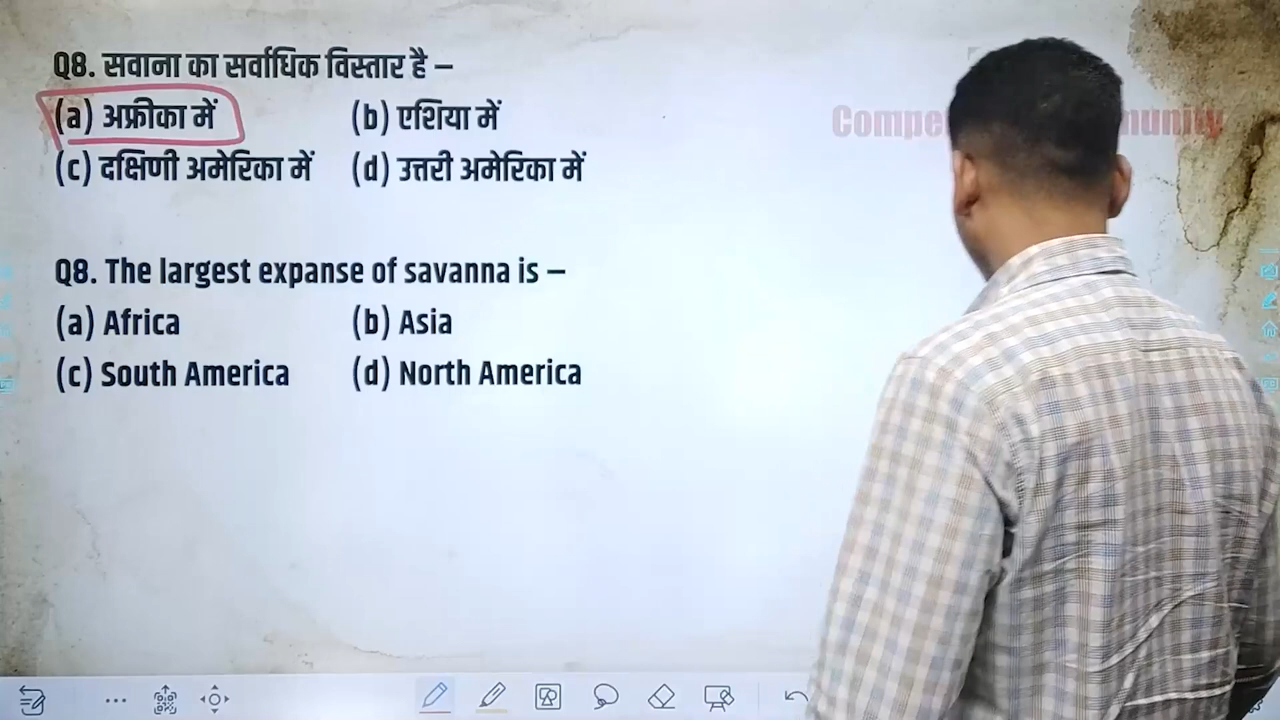 Q8. सवाना का सर्वाधिक विस्तार है –
(a) अफ्रीका में (b) एशिया में
(c) दक्षिणी अमेरिका में (d) उत्तरी अमेरिका में
Q8. The largest expanse of savanna is –
(a) Africa (b) Asia
(c) South America (d) North America